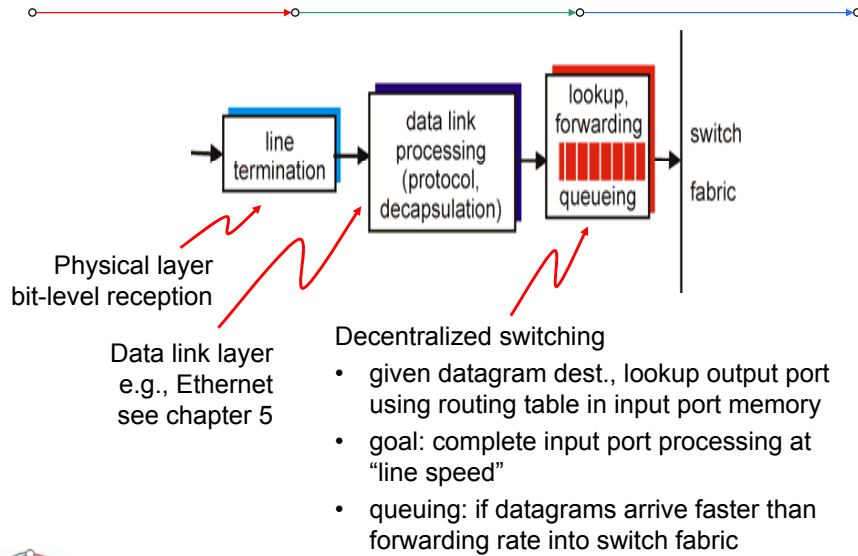 line
termination
data link
processing
(protocol,
decapsulation)
lookup,
forwarding
queueing
switch
fabric
Physical layer
bit-level reception
Data link layer
e.g., Ethernet
see chapter 5
Decentralized switching
• given datagram dest., lookup output port
using routing table in input port memory
• goal: complete input port processing at
“line speed”
• queuing: if datagrams arrive faster than
forwarding rate into switch fabric